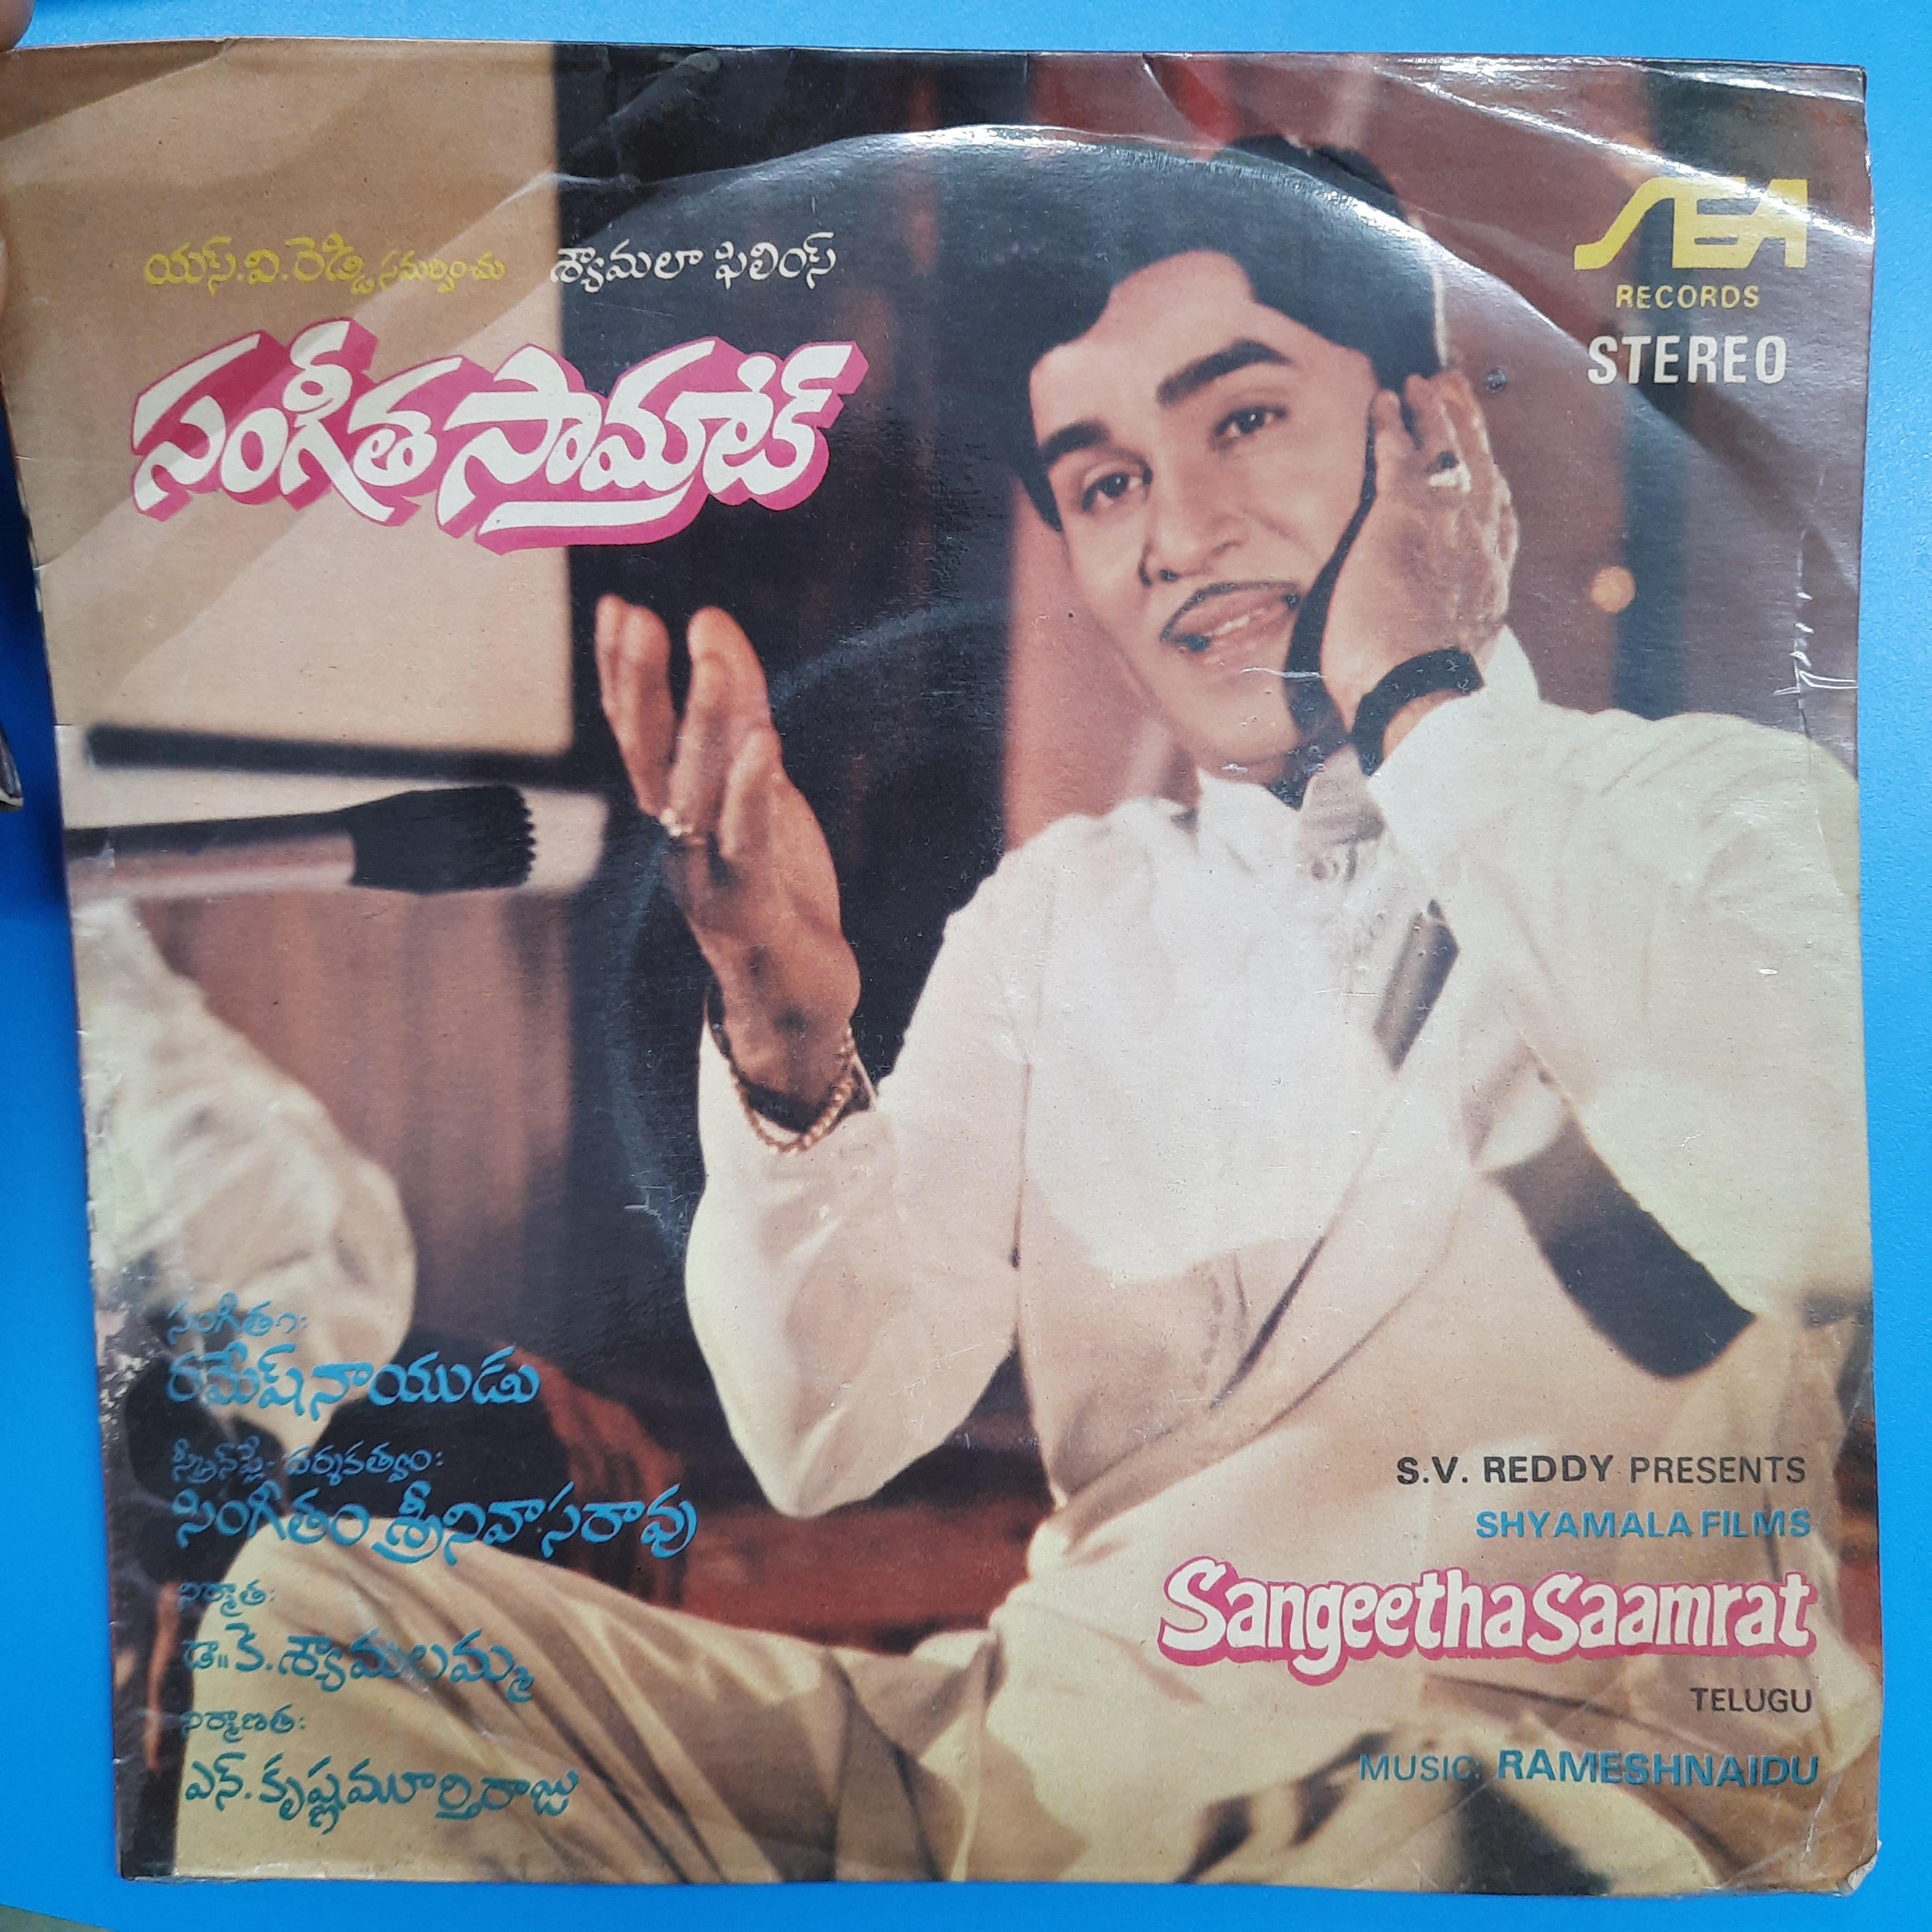 యస్.వి.రెడ్డి సమర్పించు శ్యామలా ఫిలింస్
సంగీత సామ్రాట్
SEA
RECORDS
STEREO
సంగీతం:
రమేష్ నాయుడు
స్క్రీన్‌ప్లే - దర్శకత్వం:
సింగీతం శ్రీనివాసరావు
నిర్మాత:
డా॥ కె. శ్యామలమ్మ
నిర్మాణత:
ఎన్. కృష్ణమూర్తిరాజు
S.V. REDDY PRESENTS
SHYAMALA FILMS
Sangeetha Saamrat
TELUGU
MUSIC: RAMESHNAIDU